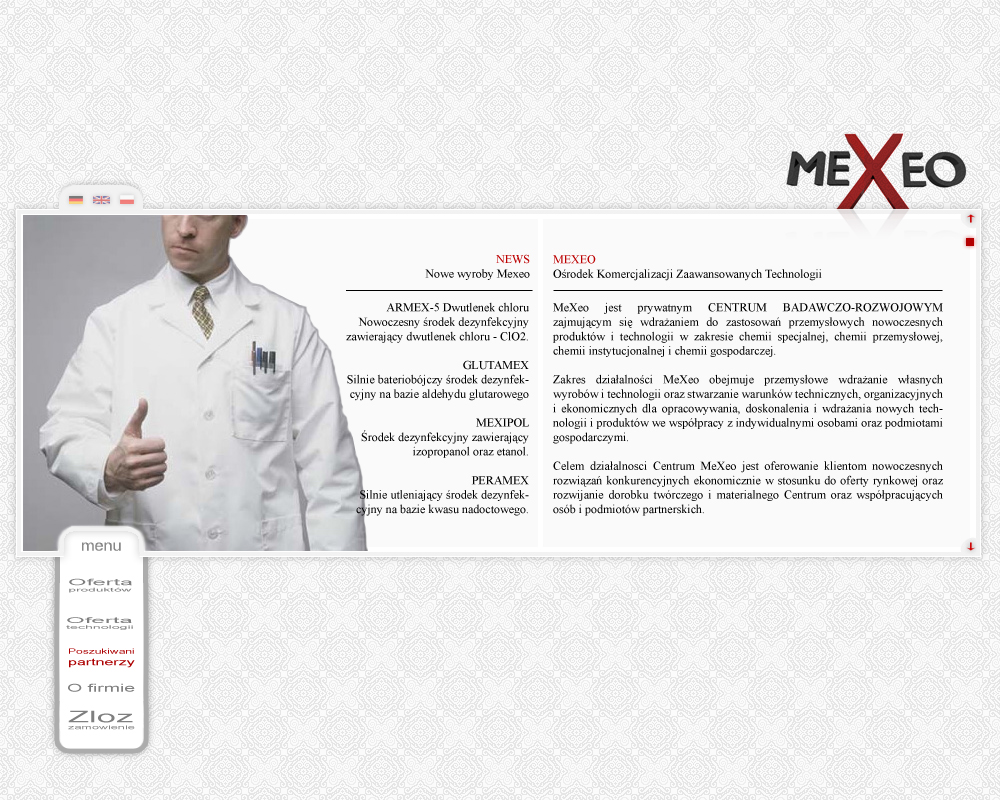 MEXEO
NEWS
Nowe wyroby Mexeo
ARMEX-5 Dwutlenek chloru
Nowoczesny środek dezynfekcyjny
zawierający dwutlenek chloru - ClO2.
GLUTAMEX
Silnie bateriobójczy środek dezynfek-
cyjny na bazie aldehydu glutarowego
MEXIPOL
Środek dezynfekcyjny zawierający
izopropanol oraz etanol.
PERAMEX
Silnie utleniający środek dezynfek-
cyjny na bazie kwasu nadoctowego.
MEXEO
Ośrodek Komercjalizacji Zaawansowanych Technologii
MeXeo jest prywatnym CENTRUM BADAWCZO-ROZWOJOWYM
zajmującym się wdrażaniem do zastosowań przemysłowych nowoczesnych
produktów i technologii w zakresie chemii specjalnej, chemii przemysłowej,
chemii instytucjonalnej i chemii gospodarczej.
Zakres działalności MeXeo obejmuje przemysłowe wdrażanie własnych
wyrobów i technologii oraz stwarzanie warunków technicznych, organizacyjnych
i ekonomicznych dla opracowywania, doskonalenia i wdrażania nowych tech-
nologii i produktów we współpracy z indywidualnymi osobami oraz podmiotami
gospodarczymi.
Celem działalnosci Centrum MeXeo jest oferowanie klientom nowoczesnych
rozwiązań konkurencyjnych ekonomicznie w stosunku do oferty rynkowej oraz
rozwijanie dorobku twórczego i materialnego Centrum oraz współpracujących
osób i podmiotów partnerskich.
menu
Oferta
produktów
Oferta
technologii
Poszukiwani
partnerzy
O firmie
Zloz
zamowienie